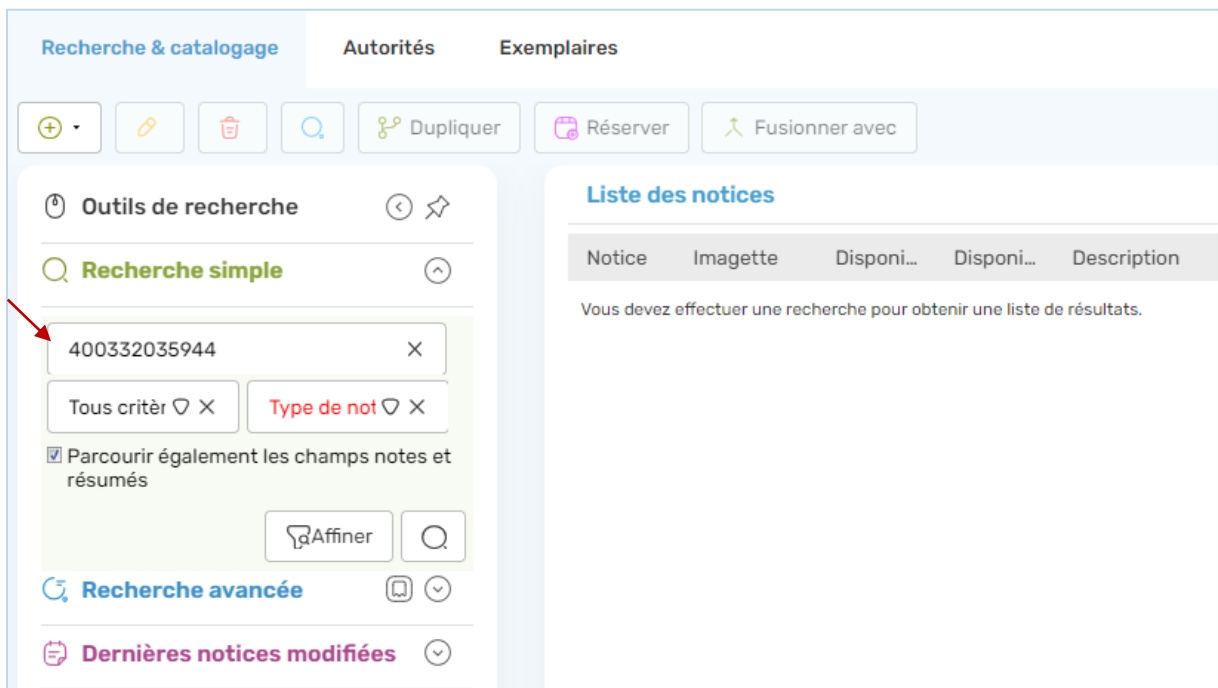 Recherche & catalogage Autorités Exemplaires
Dupliquer Réserver Fusionner avec
Outils de recherche
Recherche simple
400332035944
Tous critèr Type de not
Parcourir également les champs notes et
résumés
Affiner
Recherche avancée
Dernières notices modifiées
Liste des notices
Notice Imagette Disponi... Disponi... Description
Vous devez effectuer une recherche pour obtenir une liste de résultats.